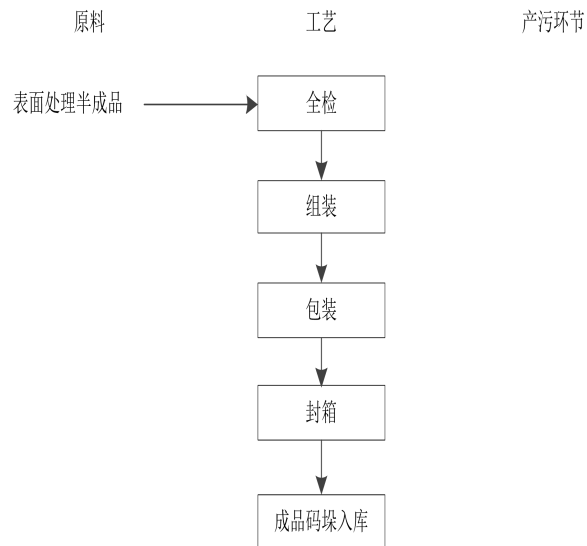 原料 工艺 产污环节
表面处理半成品 全检
组装
包装
封箱
成品码垛入库